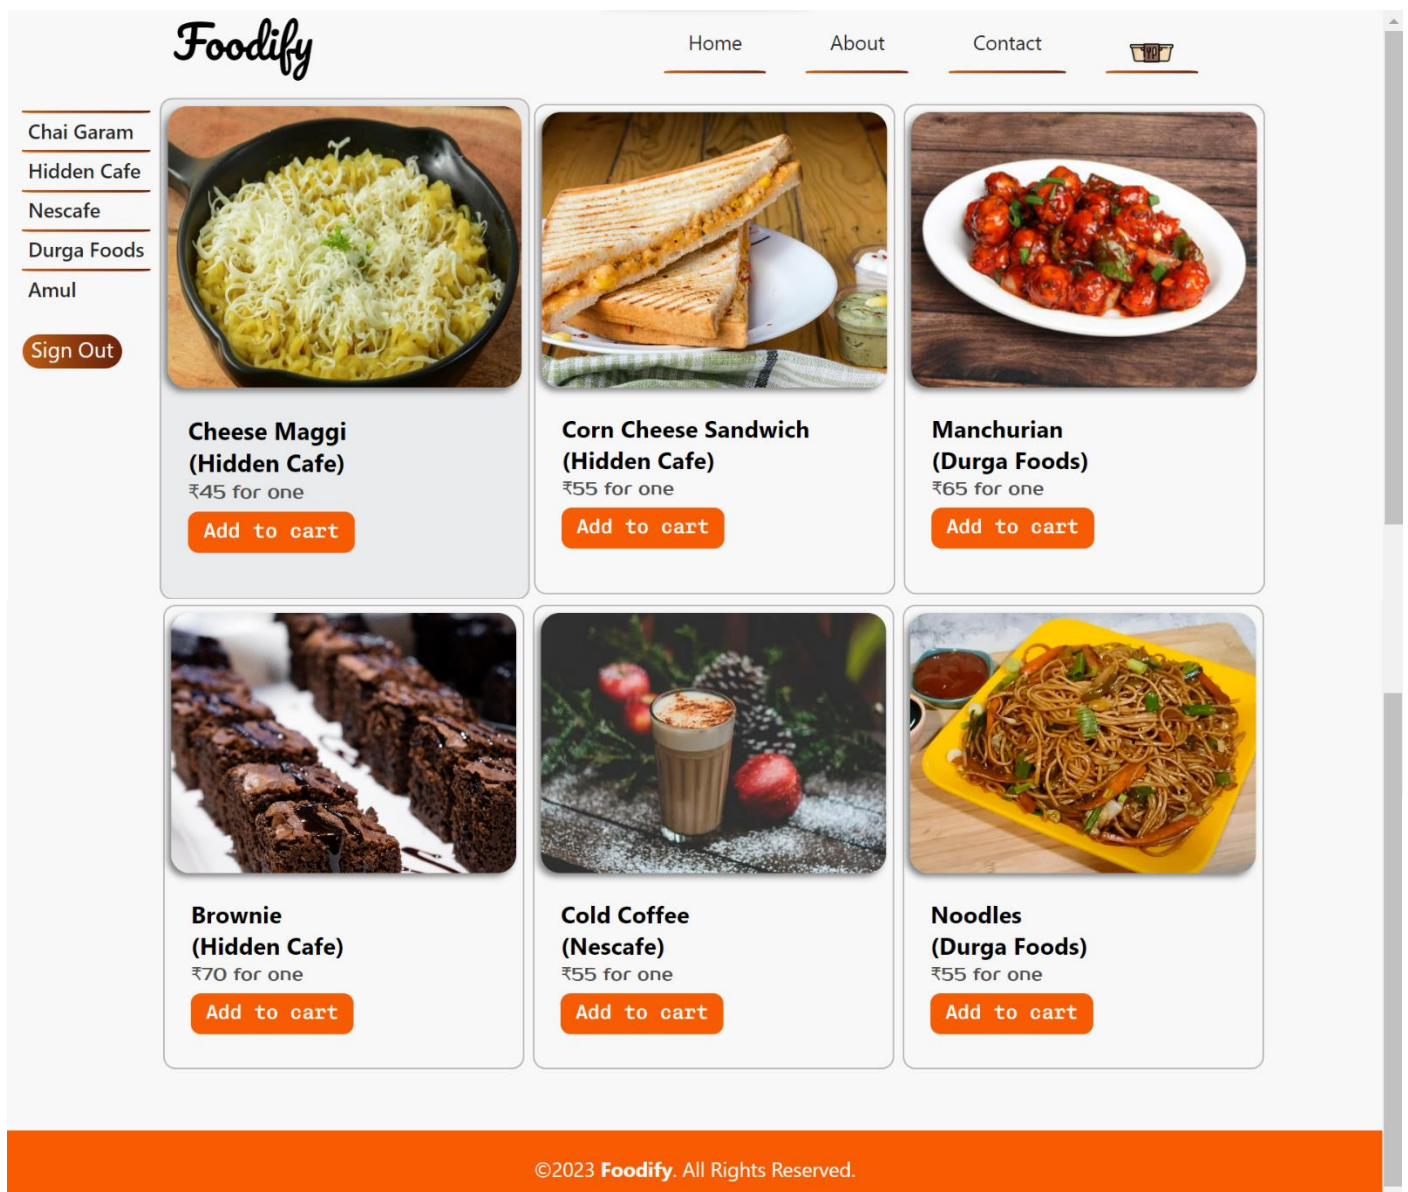 Foodify
Home About Contact
Chai Garam
Hidden Cafe
Nescafe
Durga Foods
Amul
Sign Out
Cheese Maggi
(Hidden Cafe)
₹45 for one
Add to cart
Corn Cheese Sandwich
(Hidden Cafe)
₹55 for one
Add to cart
Manchurian
(Durga Foods)
₹65 for one
Add to cart
Brownie
(Hidden Cafe)
₹70 for one
Add to cart
Cold Coffee
(Nescafe)
₹55 for one
Add to cart
Noodles
(Durga Foods)
₹55 for one
Add to cart
©2023 Foodify. All Rights Reserved.